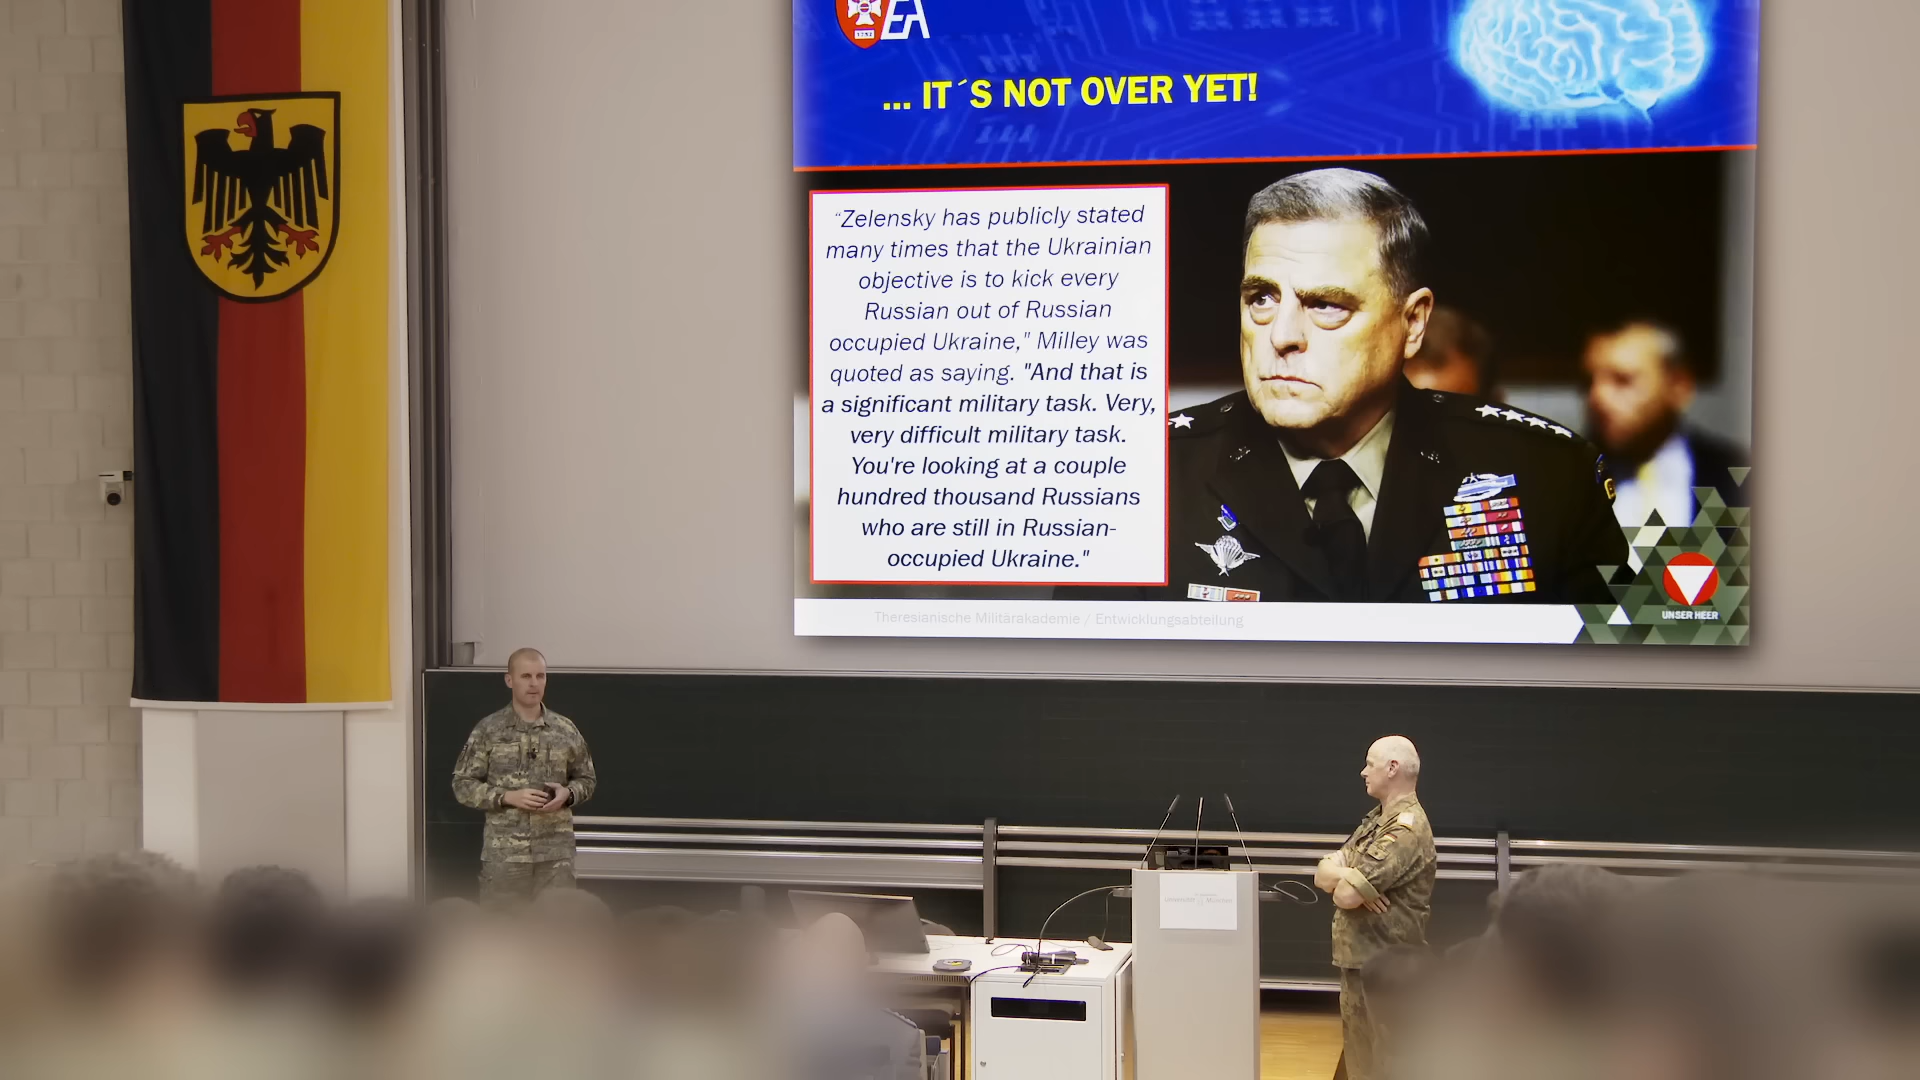 EA
... IT´S NOT OVER YET!
“Zelensky has publicly stated
many times that the Ukrainian
objective is to kick every
Russian out of Russian
occupied Ukraine," Milley was
quoted as saying. "And that is
a significant military task. Very,
very difficult military task.
You're looking at a couple
hundred thousand Russians
who are still in Russian-
occupied Ukraine."
Theresianische Militärakademie / Entwicklungsabteilung
UNSER HEER